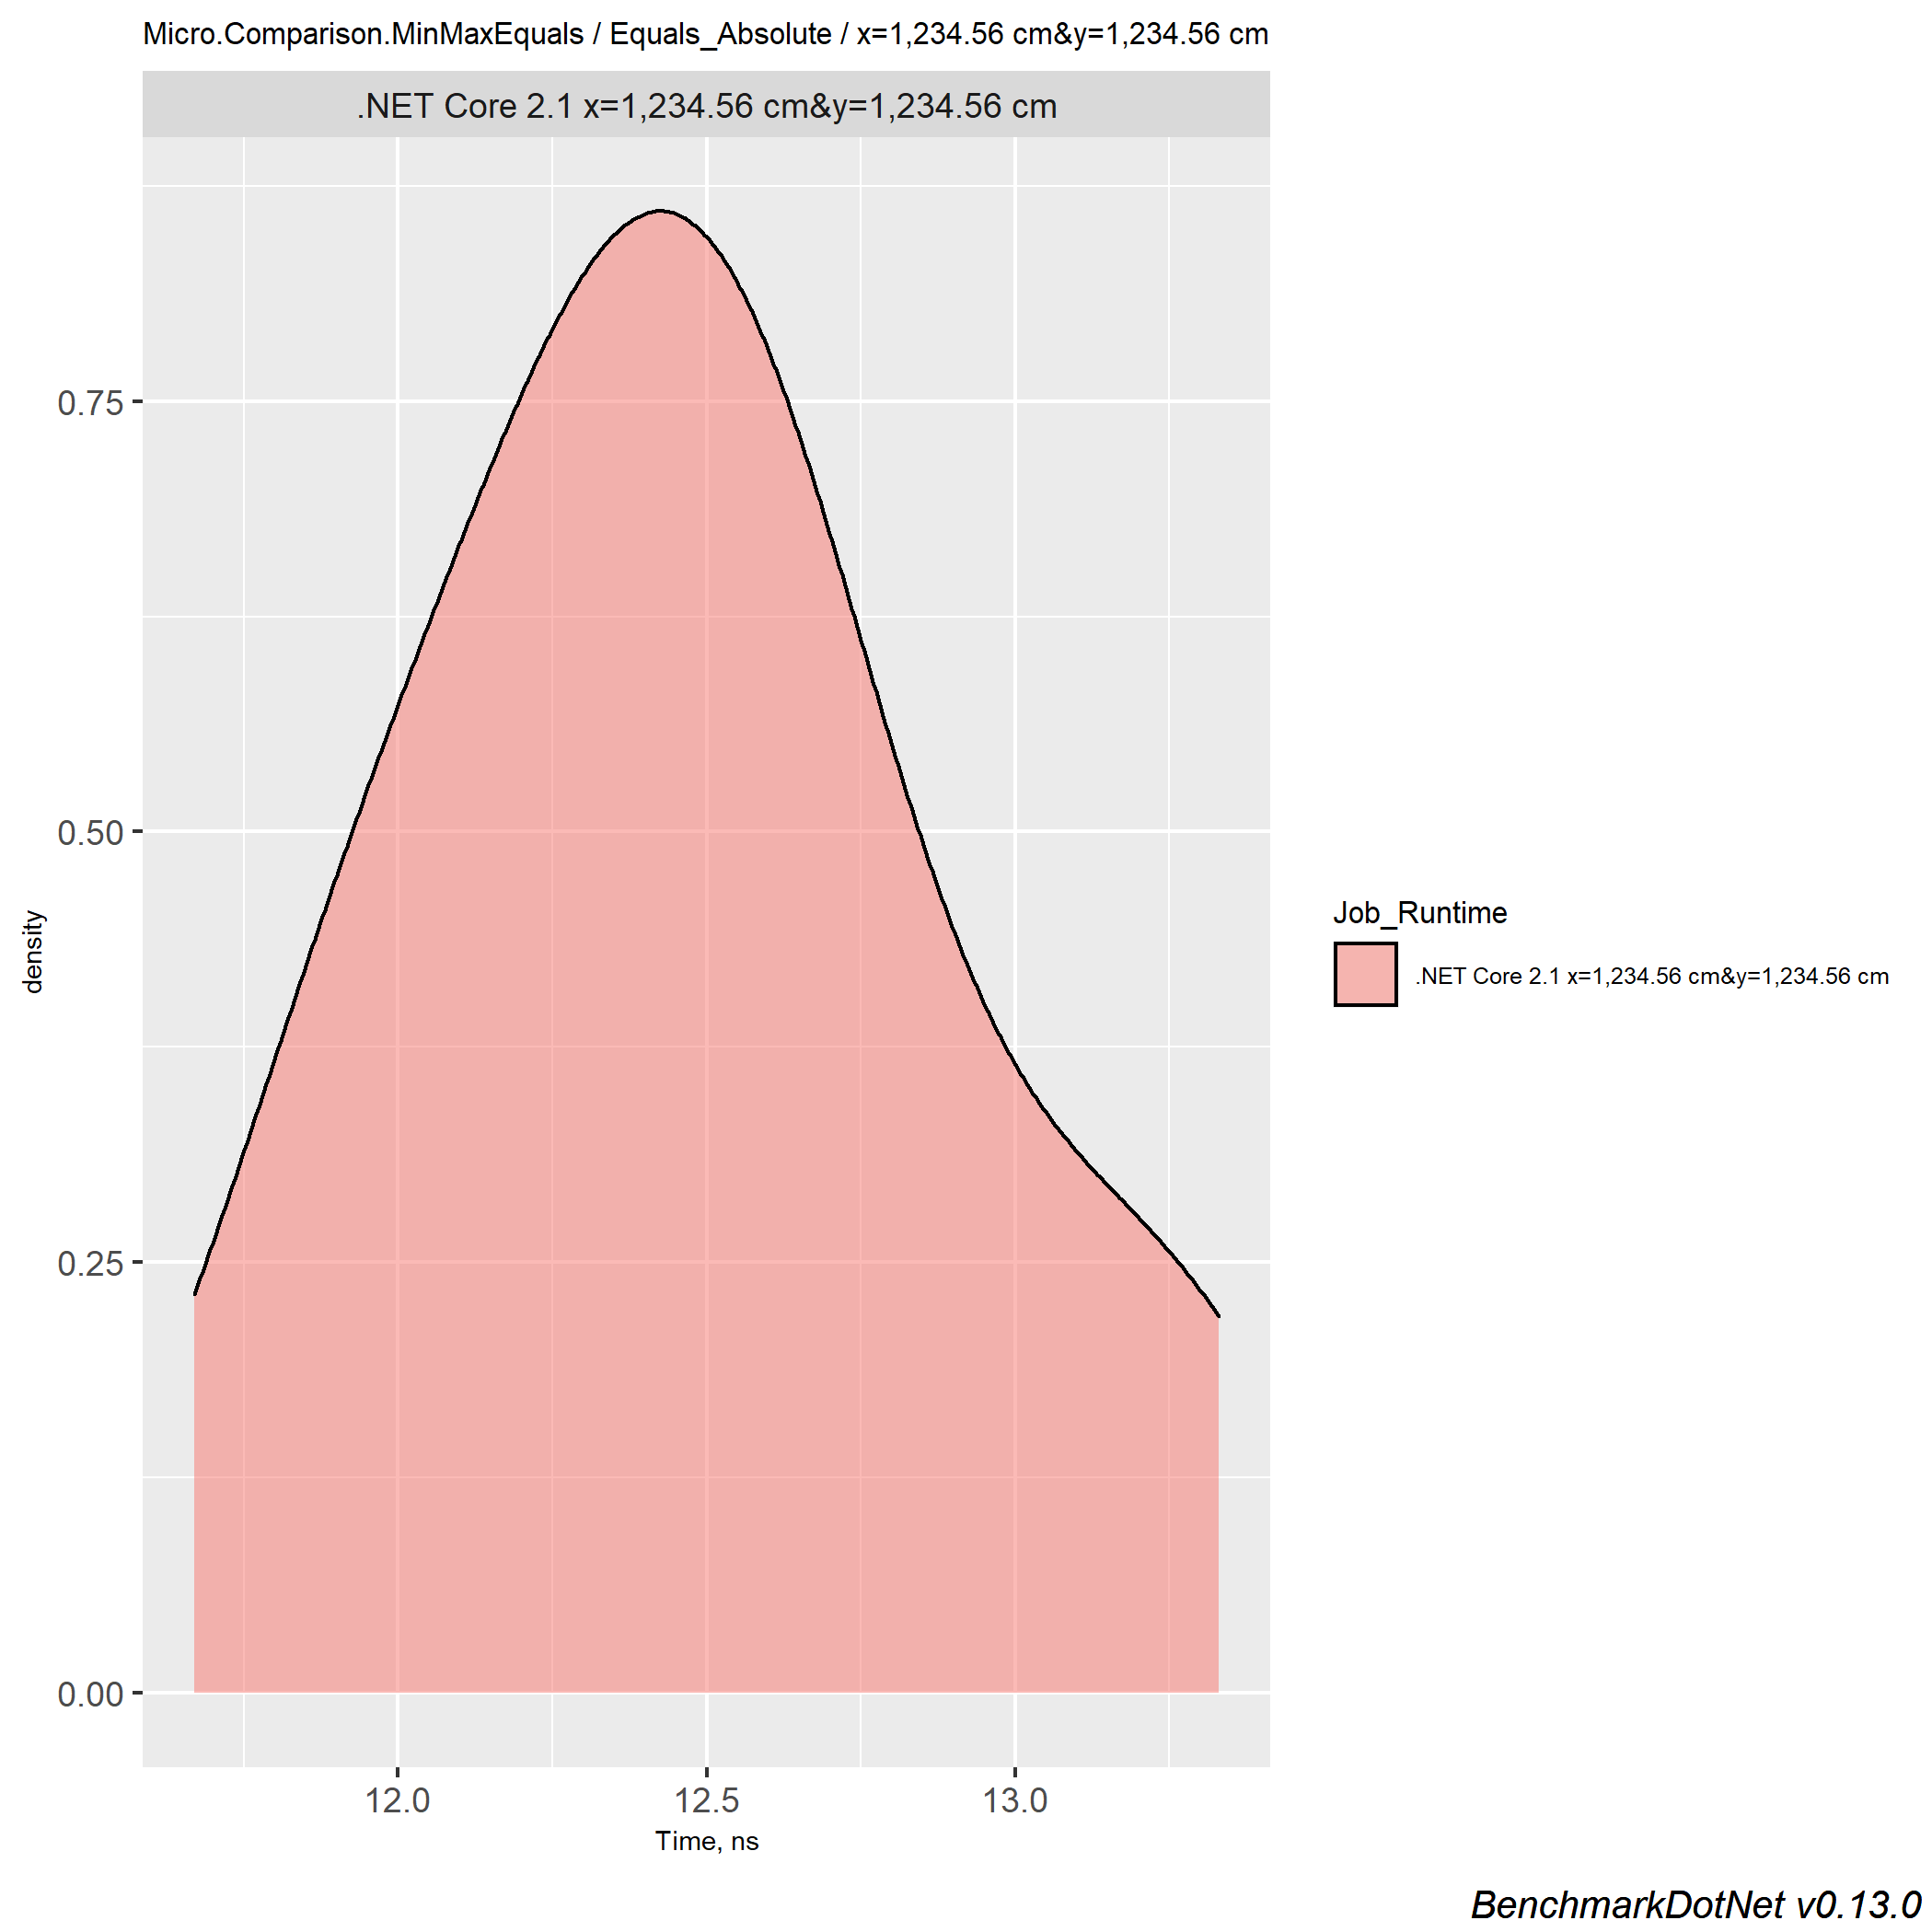 Micro.Comparison.MinMaxEquals / Equals_Absolute / x=1,234.56 cm&y=1,234.56 cm
.NET Core 2.1 x=1,234.56 cm&y=1,234.56 cm
0.75
0.50
0.25
0.00
density
12.0 12.5 13.0
Time, ns
Job_Runtime
.NET Core 2.1 x=1,234.56 cm&y=1,234.56 cm
BenchmarkDotNet v0.13.0